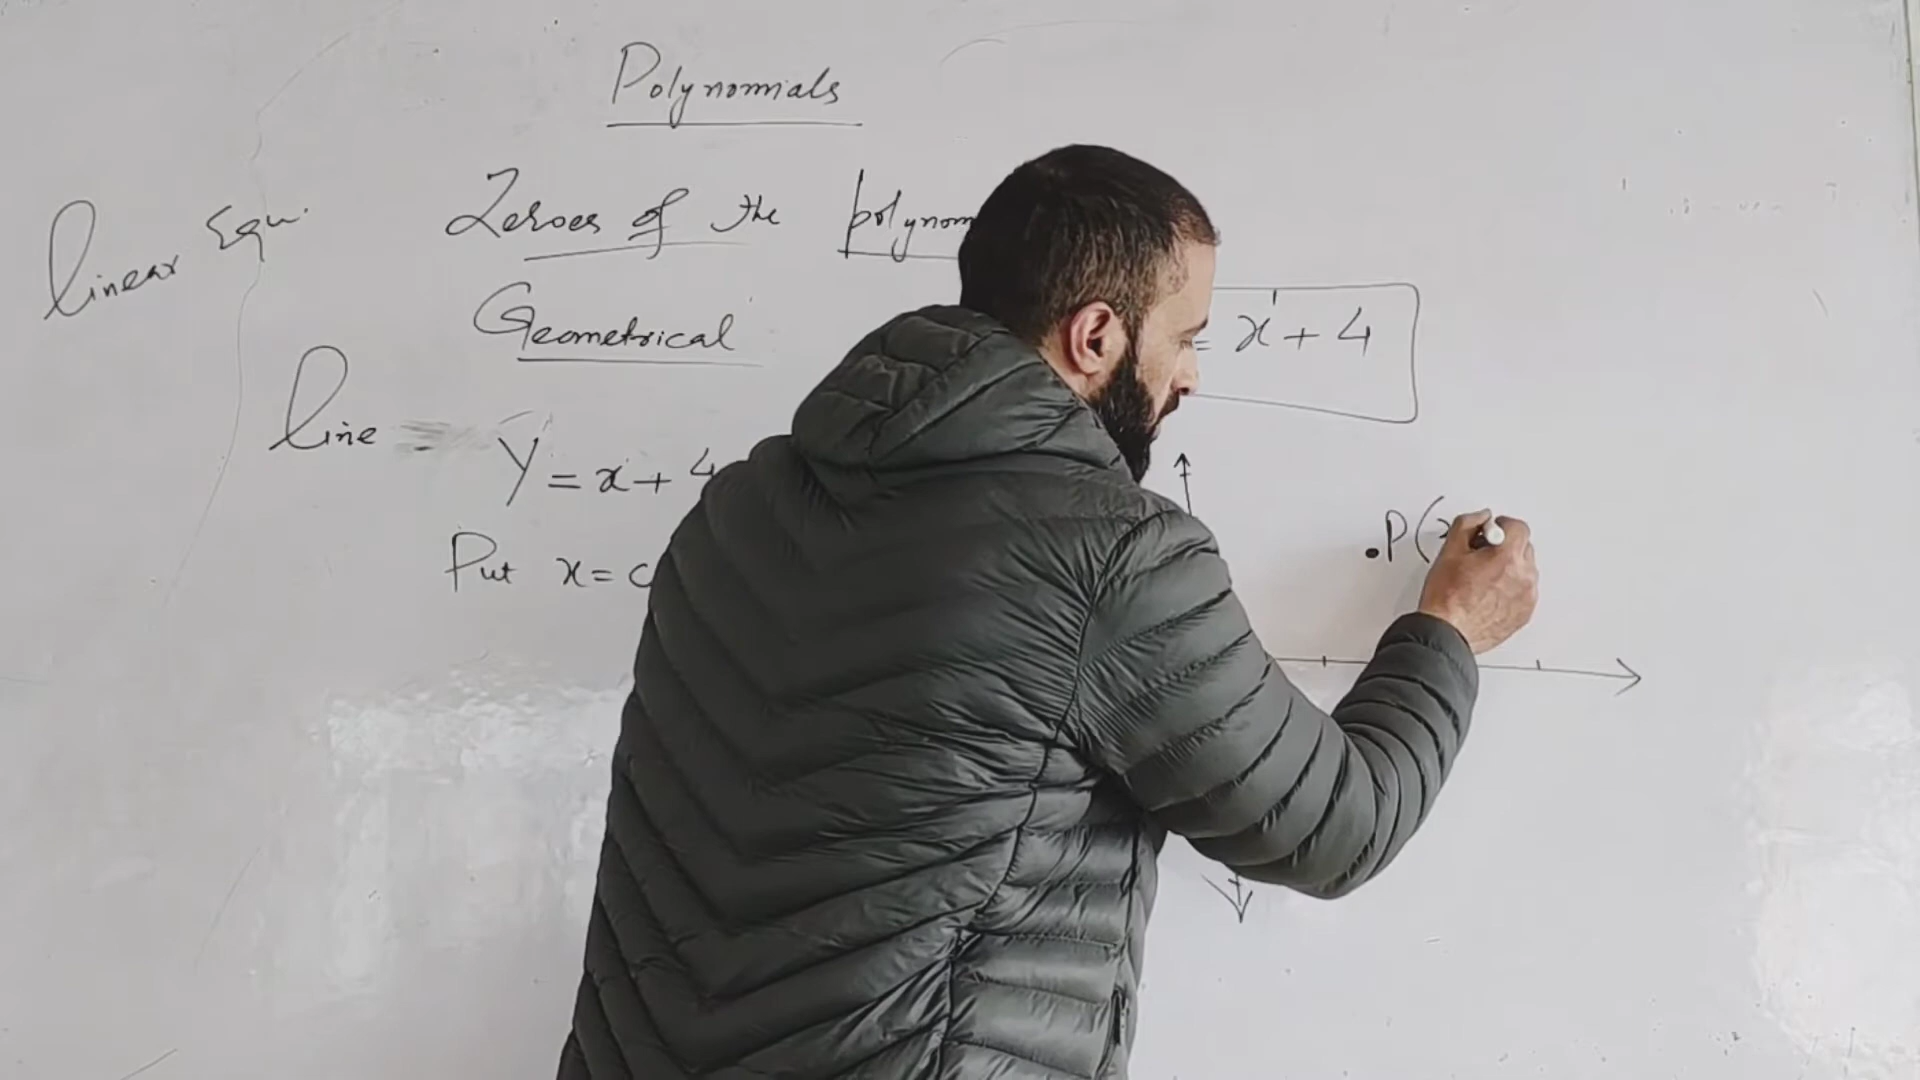 Polynomials
Zeroes of the polynom
linear Equ.
Geometrical
= x + 4
line
Y = x + 4
.P(x
Put x =